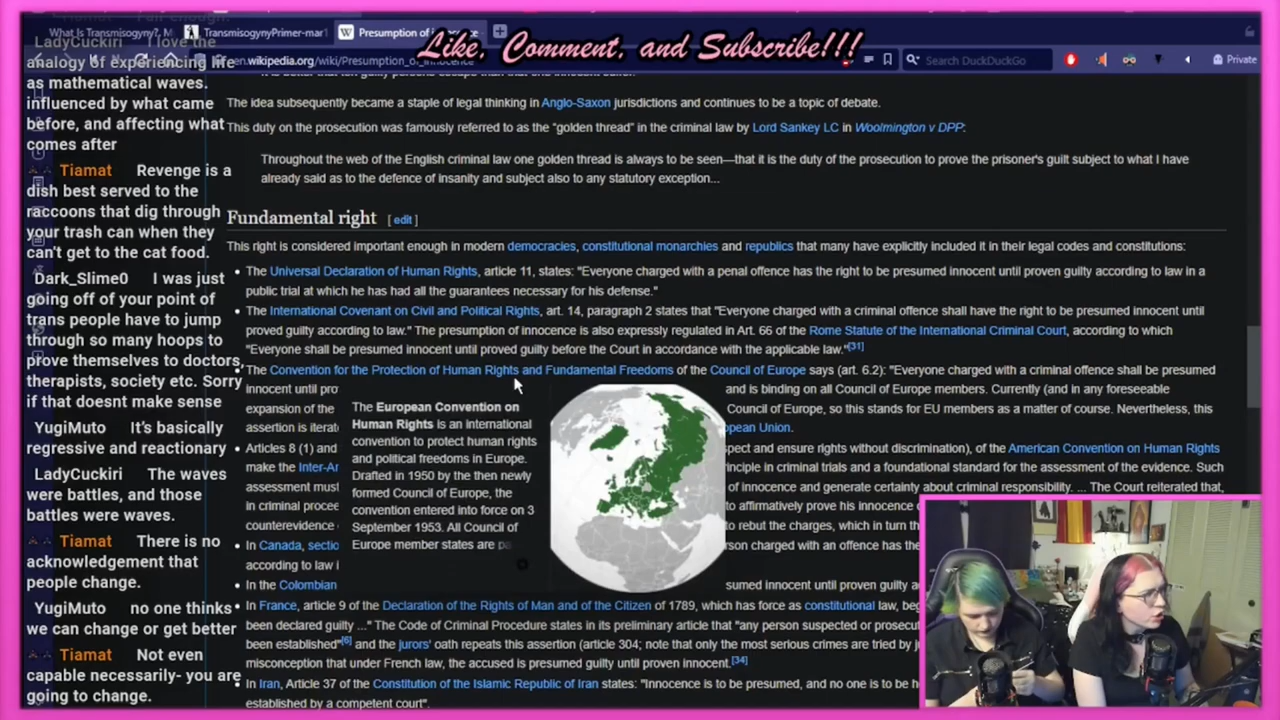 What Is Transmisogyny?, M
TransmisogynyPrimer-mar1
Presumption of innocence
Like, Comment, and Subscribe!!!
en.wikipedia.org/wiki/Presumption_of_innocence
Search DuckDuckGo
Private
LadyCuckiri I love the
analogy of experiencing life
as mathematical waves.
influenced by what came
before, and affecting what
comes after
Tiamat Revenge is a
dish best served to the
raccoons that dig through
your trash can when they
can't get to the cat food.
Dark_Slime0 I was just
going off of your point of
trans people have to jump
through so many hoops to
prove themselves to doctors,
therapists, society etc. Sorry
if that doesnt make sense
YugiMuto It's basically
regressive and reactionary
LadyCuckiri The waves
were battles, and those
battles were waves.
Tiamat There is no
acknowledgement that
people change.
YugiMuto no one thinks
we can change or get better
Tiamat Not even
capable necessarily- you are
going to change.
The idea subsequently became a staple of legal thinking in Anglo-Saxon jurisdictions and continues to be a topic of debate.
This duty on the prosecution was famously referred to as the "golden thread" in the criminal law by Lord Sankey LC in Woolmington v DPP:
Throughout the web of the English criminal law one golden thread is always to be seen—that it is the duty of the prosecution to prove the prisoner's guilt subject to what I have
already said as to the defence of insanity and subject also to any statutory exception...
Fundamental right [ edit ]
This right is considered important enough in modern democracies, constitutional monarchies and republics that many have explicitly included it in their legal codes and constitutions:
• The Universal Declaration of Human Rights, article 11, states: "Everyone charged with a penal offence has the right to be presumed innocent until proven guilty according to law in a
public trial at which he has had all the guarantees necessary for his defense."
• The International Covenant on Civil and Political Rights, art. 14, paragraph 2 states that "Everyone charged with a criminal offence shall have the right to be presumed innocent until
proved guilty according to law." The presumption of innocence is also expressly regulated in Art. 66 of the Rome Statute of the International Criminal Court, according to which
"Everyone shall be presumed innocent until proved guilty before the Court in accordance with the applicable law."[31]
• The Convention for the Protection of Human Rights and Fundamental Freedoms of the Council of Europe says (art. 6.2): "Everyone charged with a criminal offence shall be presumed
innocent until pro and is binding on all Council of Europe members. Currently (and in any foreseeable
expansion of the Council of Europe, so this stands for EU members as a matter of course. Nevertheless, this
assertion is iterat opean Union.
• Articles 8 (1) and spect and ensure rights without discrimination), of the American Convention on Human Rights
make the Inter-Ar inciple in criminal trials and a foundational standard for the assessment of the evidence. Such
assessment must of innocence and generate certainty about criminal responsibility. ... The Court reiterated that,
in criminal procee to affirmatively prove his innocence
counterevidence to rebut the charges, which in turn th
• In Canada, sectio rson charged with an offence has the
according to law i
• In the Colombian sumed innocent until proven guilty ac
• In France, article 9 of the Declaration of the Rights of Man and of the Citizen of 1789, which has force as constitutional law, beg
been declared guilty ..." The Code of Criminal Procedure states in its preliminary article that "any person suspected or prosecut
been established"[6] and the jurors' oath repeats this assertion (article 304; note that only the most serious crimes are tried by j
misconception that under French law, the accused is presumed guilty until proven innocent.[34]
• In Iran, Article 37 of the Constitution of the Islamic Republic of Iran states: "Innocence is to be presumed, and no one is to be he
established by a competent court".
The European Convention on
Human Rights is an international
convention to protect human rights
and political freedoms in Europe.
Drafted in 1950 by the then newly
formed Council of Europe, the
convention entered into force on 3
September 1953. All Council of
Europe member states are pa